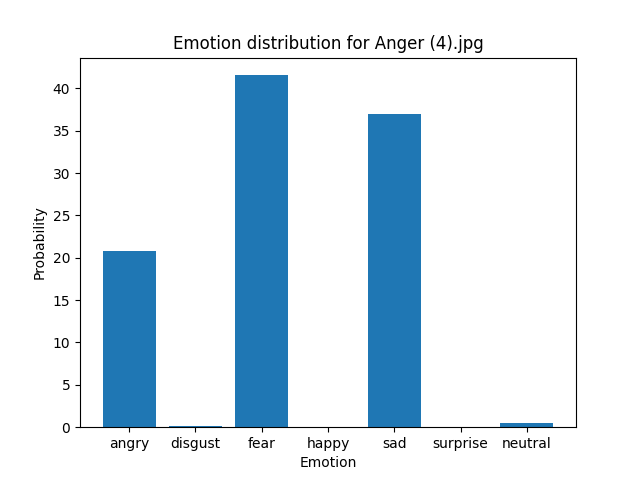 Emotion distribution for Anger (4).jpg
Probability
40
35
30
25
20
15
10
5
0
angry disgust fear happy sad surprise neutral
Emotion